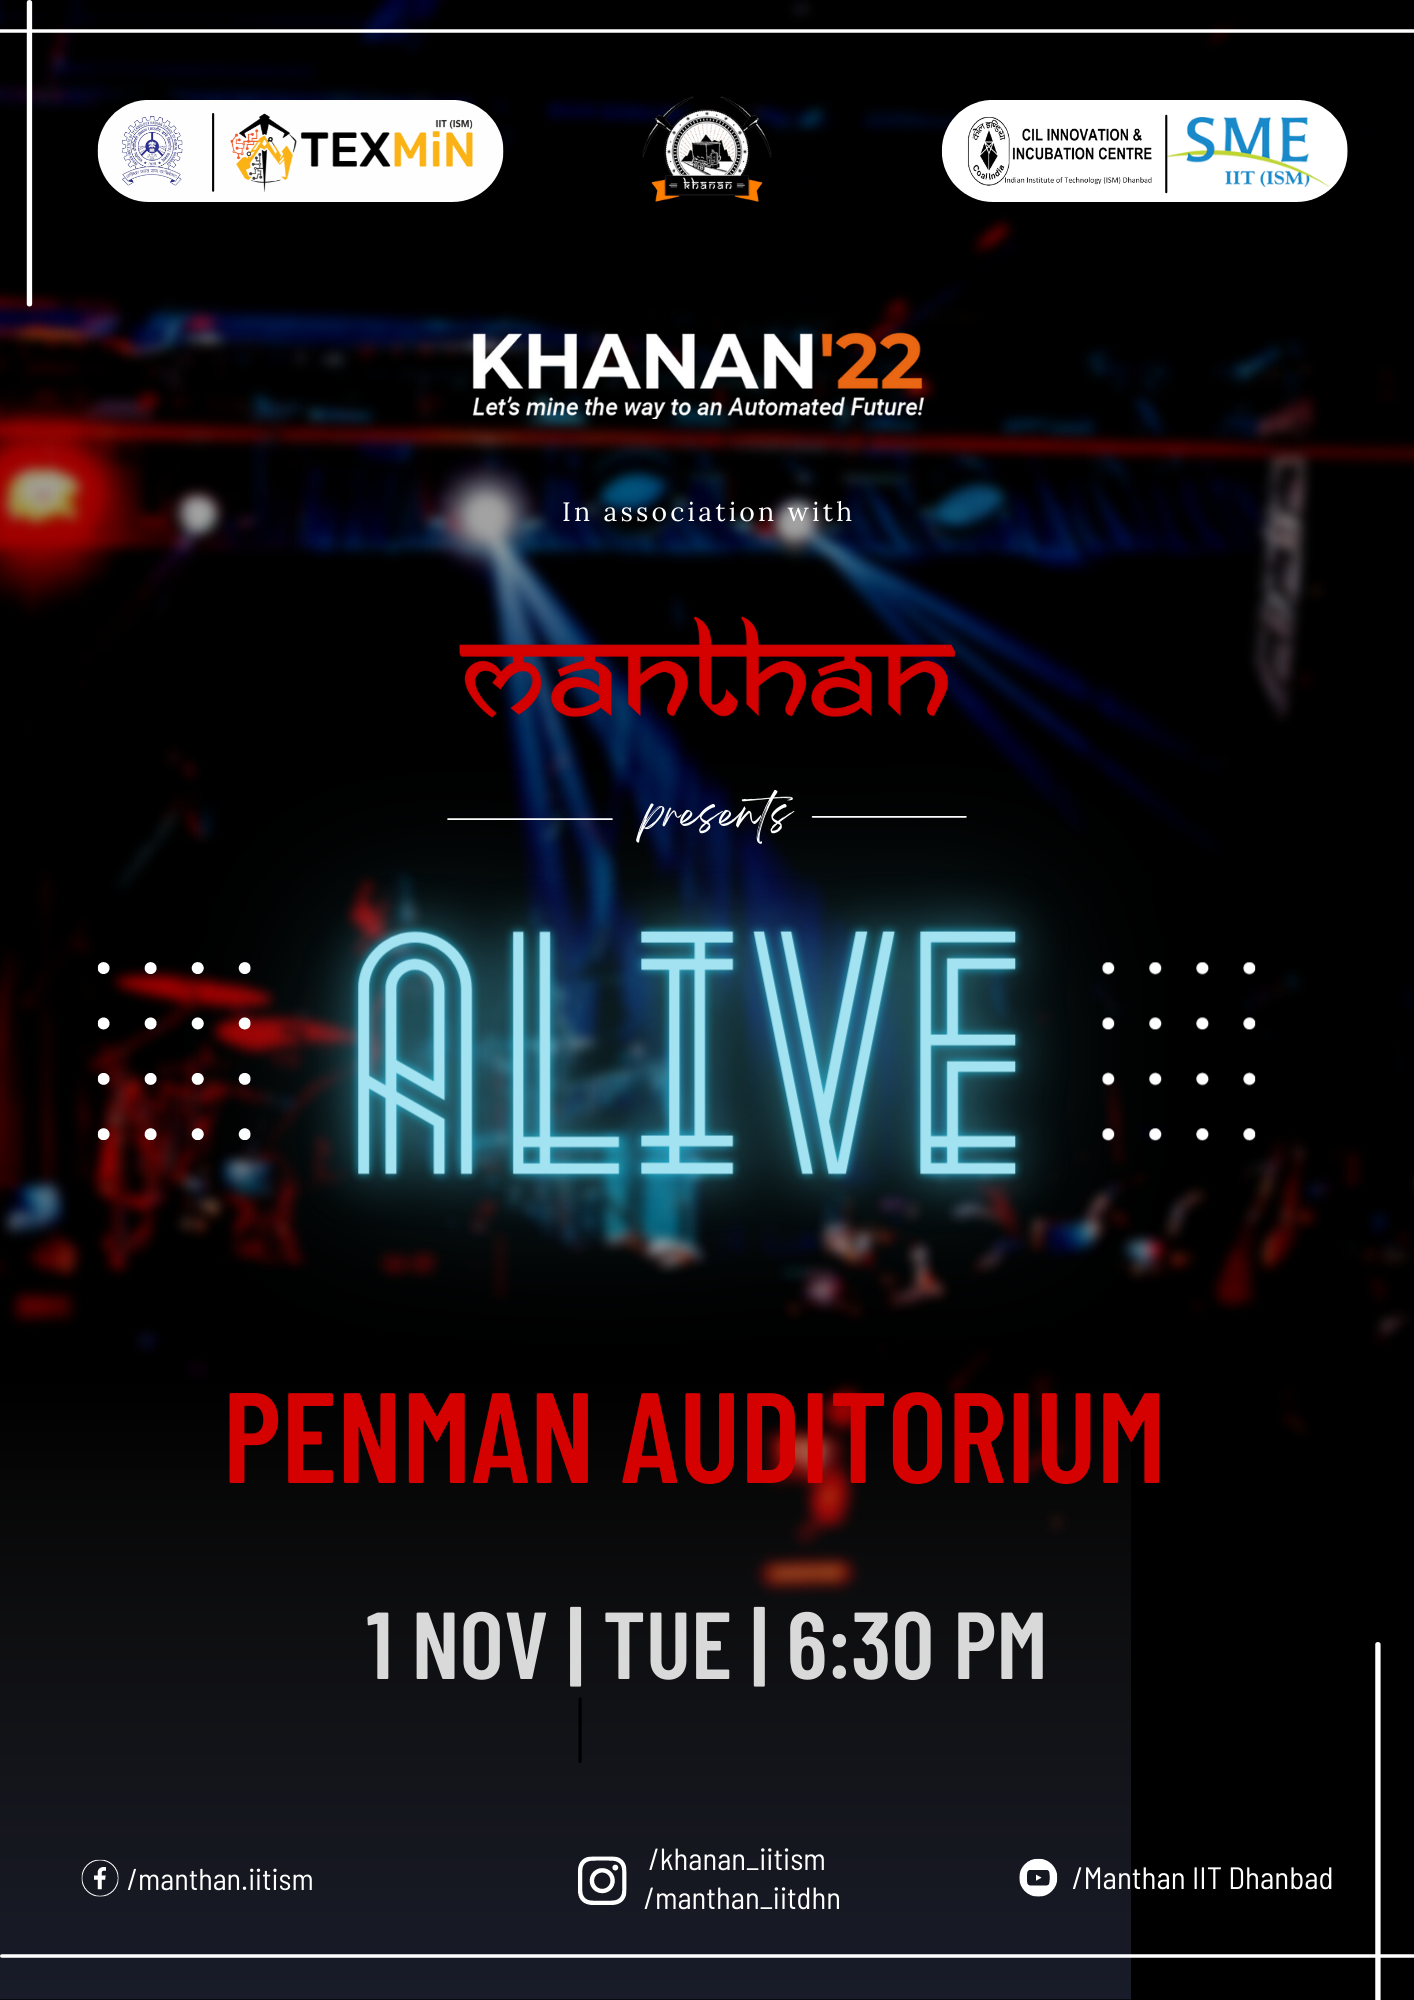 IIT (ISM)
TEXMiN
khanan
CoalIndia
CIL INNOVATION &
INCUBATION CENTRE
Indian Institute of Technology (ISM) Dhanbad
SME
IIT (ISM)
KHANAN'22
Let's mine the way to an Automated Future!
In association with
manthan
presents
ALIVE
PENMAN AUDITORIUM
1 NOV | TUE | 6:30 PM
/manthan.iitism
/khanan_iitism
/manthan_iitdhn
/Manthan IIT Dhanbad